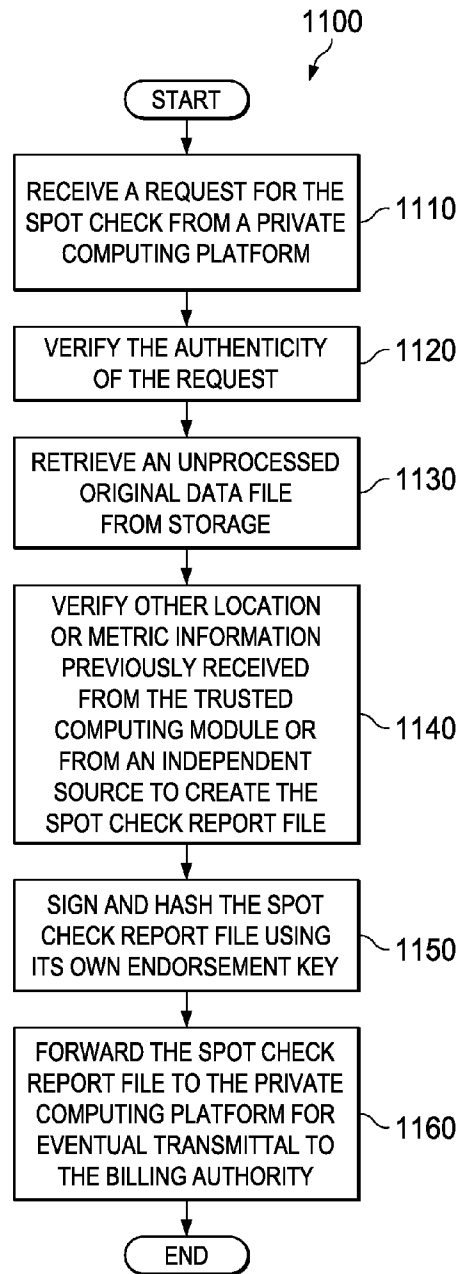 1100
START
RECEIVE A REQUEST FOR THE
SPOT CHECK FROM A PRIVATE
COMPUTING PLATFORM
1110
VERIFY THE AUTHENTICITY
OF THE REQUEST
1120
RETRIEVE AN UNPROCESSED
ORIGINAL DATA FILE
FROM STORAGE
1130
VERIFY OTHER LOCATION
OR METRIC INFORMATION
PREVIOUSLY RECEIVED
FROM THE TRUSTED
COMPUTING MODULE OR
FROM AN INDEPENDENT
SOURCE TO CREATE THE
SPOT CHECK REPORT FILE
1140
SIGN AND HASH THE SPOT
CHECK REPORT FILE USING
ITS OWN ENDORSEMENT KEY
1150
FORWARD THE SPOT CHECK
REPORT FILE TO THE PRIVATE
COMPUTING PLATFORM FOR
EVENTUAL TRANSMITTAL TO
THE BILLING AUTHORITY
1160
END